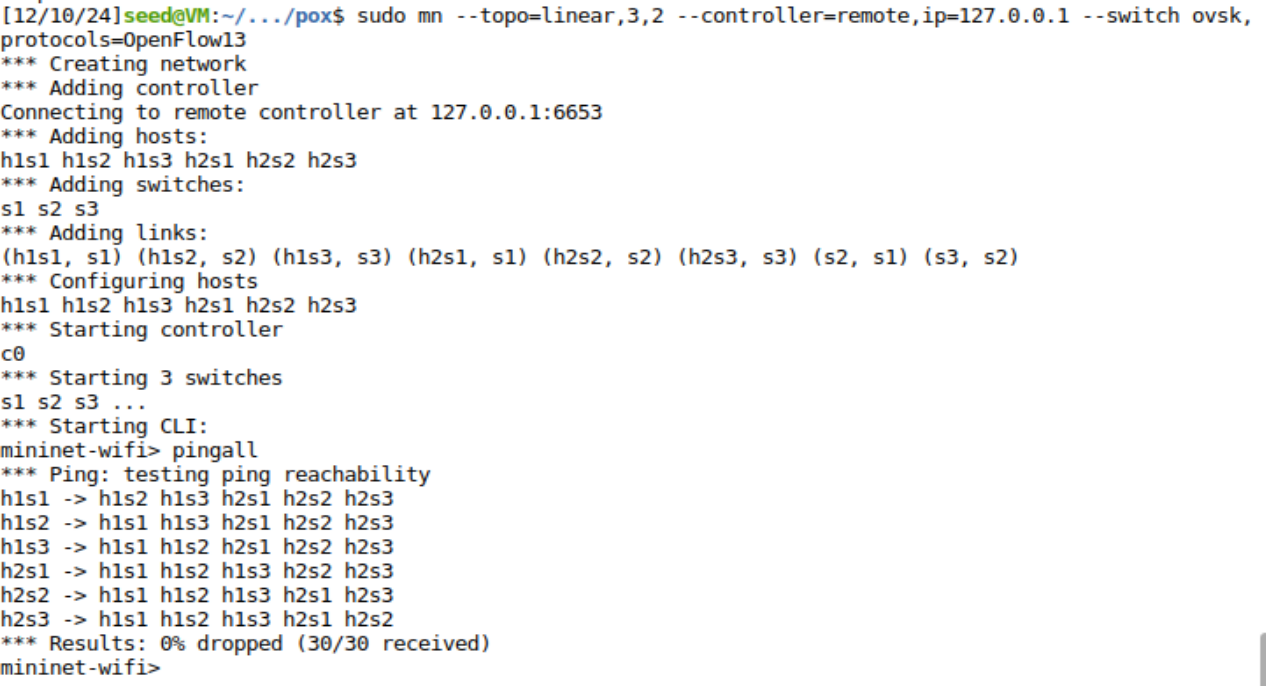 [12/10/24]seed@VM:~/.../pox$ sudo mn --topo=linear,3,2 --controller=remote,ip=127.0.0.1 --switch ovsk,
protocols=OpenFlow13
*** Creating network
*** Adding controller
Connecting to remote controller at 127.0.0.1:6653
*** Adding hosts:
h1s1 h1s2 h1s3 h2s1 h2s2 h2s3
*** Adding switches:
s1 s2 s3
*** Adding links:
(h1s1, s1) (h1s2, s2) (h1s3, s3) (h2s1, s1) (h2s2, s2) (h2s3, s3) (s2, s1) (s3, s2)
*** Configuring hosts
h1s1 h1s2 h1s3 h2s1 h2s2 h2s3
*** Starting controller
c0
*** Starting 3 switches
s1 s2 s3 ...
*** Starting CLI:
mininet-wifi> pingall
*** Ping: testing ping reachability
h1s1 -> h1s2 h1s3 h2s1 h2s2 h2s3
h1s2 -> h1s1 h1s3 h2s1 h2s2 h2s3
h1s3 -> h1s1 h1s2 h2s1 h2s2 h2s3
h2s1 -> h1s1 h1s2 h1s3 h2s2 h2s3
h2s2 -> h1s1 h1s2 h1s3 h2s1 h2s3
h2s3 -> h1s1 h1s2 h1s3 h2s1 h2s2
*** Results: 0% dropped (30/30 received)
mininet-wifi>